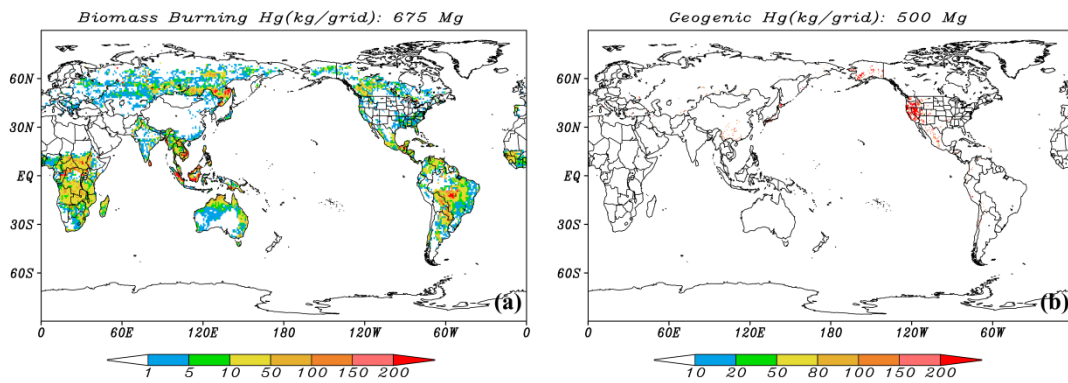 Biomass Burning Hg(kg/grid): 675 Mg
60N
30N
EQ
30S
60S
(a)
0 60E 120E 180 120W 60W 0
1 5 10 50 100 150 200
Geogenic Hg(kg/grid): 500 Mg
60N
30N
EQ
30S
60S
(b)
0 60E 120E 180 120W 60W
10 20 50 80 100 150 200